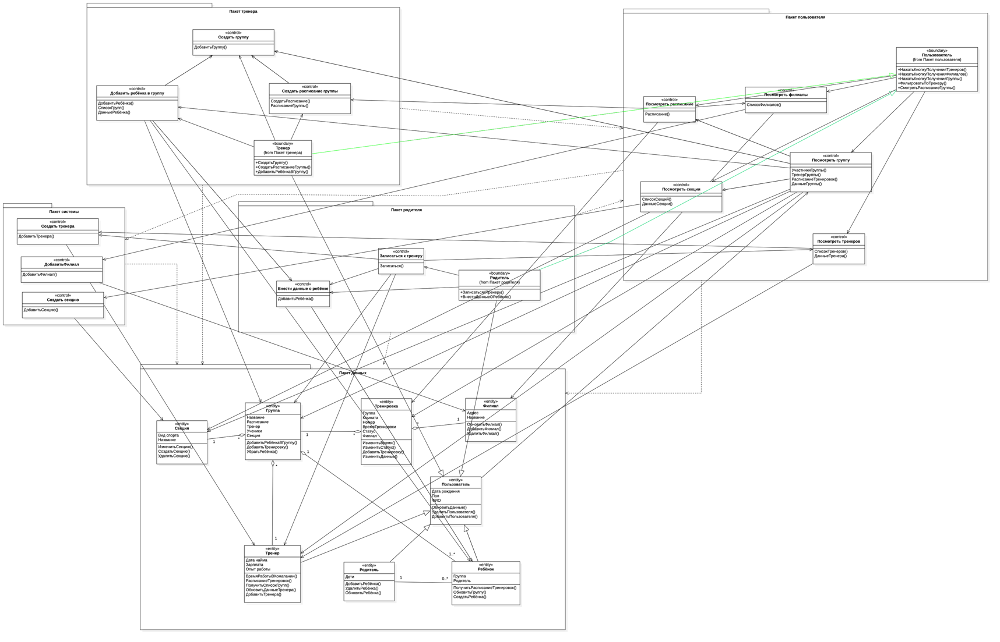 Пакет тренера
«control»
Создать группу
ДобавитьГруппу()
«control»
Добавить ребёнка в группу
ДобавитьРебёнка()
СписокГрупп()
ДанныеРебёнка()
«control»
Создать расписание группы
СоздатьРасписание()
РасписаниеГруппы()
«boundary»
Тренер
(from Пакет тренера)
+СоздатьГруппу()
+СоздатьРасписаниеГруппы()
+ДобавитьРебёнкаВГруппу()
Пакет пользователя
«boundary»
Пользоваетель
(from Пакет пользователя)
+НажатьКнопкуПолученияТрениров()
+НажатьКнопкуПолученияФилиалов()
+НажатьКнопкуПолученияГруппы()
+ФильтроватьПоТренеру()
+СмотретьРасписаниеГруппы()
«control»
Посмотреть филиалы
СписокФилиалов()
«control»
Посмотреть расписание
Расписание()
«control»
Посмотреть группу
УчастникиГруппы()
ТренерГруппы()
РасписаниеТренировок()
ДанныеГруппы()
«control»
Посмотреть секции
СписокСекций()
ДанныеСекции()
«control»
Посмотреть тренеров
СписокТренеров()
ДанныеТренера()
Пакет системы
«control»
Создать тренера
ДобавитьТренера()
«control»
ДобавитьФилиал
ДобавитьФилиал()
«control»
Создать секцию
ДобавитьСекцию()
Пакет родителя
«control»
Записаться к тренеру
Записаться()
«boundary»
Родитель
(from Пакет родителя)
+ЗаписатьсяКТренеру()
+ВнестиДанныеОРебёнке()
«control»
Внести данные о ребёнке
ДобавитьРебёнка()
Пакет данных
«entity»
Секция
Вид спорта
Название
ИзменитьСекцию()
СоздатьСекцию()
УдалитьСекцию()
1
*
«entity»
Группа
Название
Расписание
Тренер
Ученики
Секция
ДобавитьРебёнкаВГруппу()
ДобавитьТренировку()
УбратьРебёнка()
1
*
«entity»
Тренировка
Группа
Комната
Номер
ВремяТренировки
Статус
Филиал
ИзменитьВремя()
ИзменитьСтатус()
ДобавитьТренировку()
ИзменитьДанные()
*
1
«entity»
Филиал
Адрес
Название
ОбновитьФилиал()
ДобавитьФилиал()
УдалитьФилиал()
*
1
1
1..*
«entity»
Пользователь
Дата рождения
Пол
ФИО
ОбновитьДанные()
УдалитьПользователя()
ДобавитьПользователя()
«entity»
Тренер
Дата найма
Зарплата
Опыт работы
ВремяРаботыВКомапании()
РасписаниеТренировок()
ПолучитьСписокГрупп()
ОбновитьДанныеТренера()
ДобавитьТренера()
«entity»
Родитель
Дети
ДобавитьРебёнка()
УдалитьРебёнка()
ОбновитьРебёнка()
1
0..*
«entity»
Ребёнок
Группа
Родитель
ПолучитьРасписаниеТренировок()
ОбновитьГруппу()
СоздатьРебёнка()